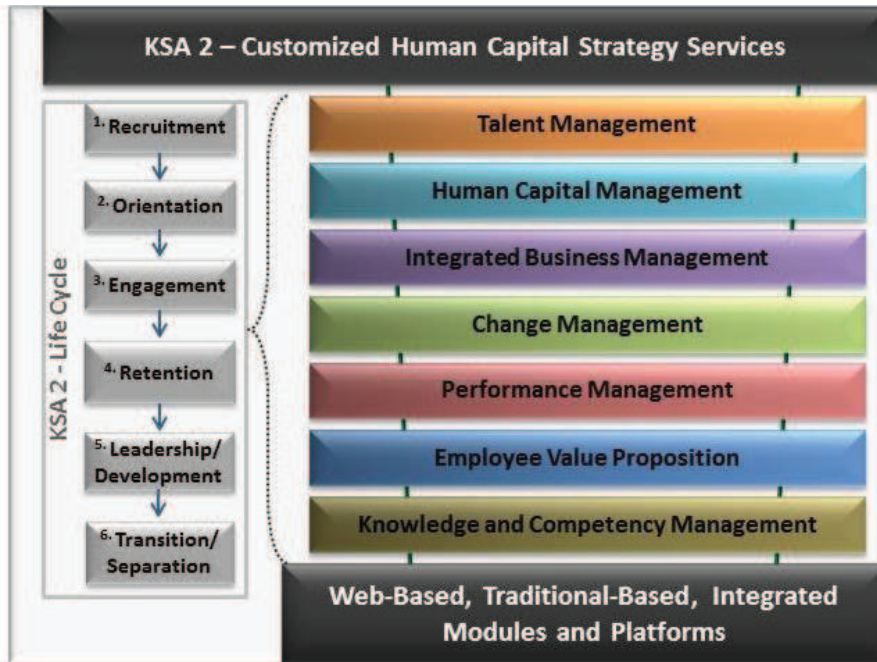 KSA 2 – Customized Human Capital Strategy Services
KSA 2 - Life Cycle
1. Recruitment
2. Orientation
3. Engagement
4. Retention
5. Leadership/
Development
6. Transition/
Separation
Talent Management
Human Capital Management
Integrated Business Management
Change Management
Performance Management
Employee Value Proposition
Knowledge and Competency Management
Web-Based, Traditional-Based, Integrated
Modules and Platforms